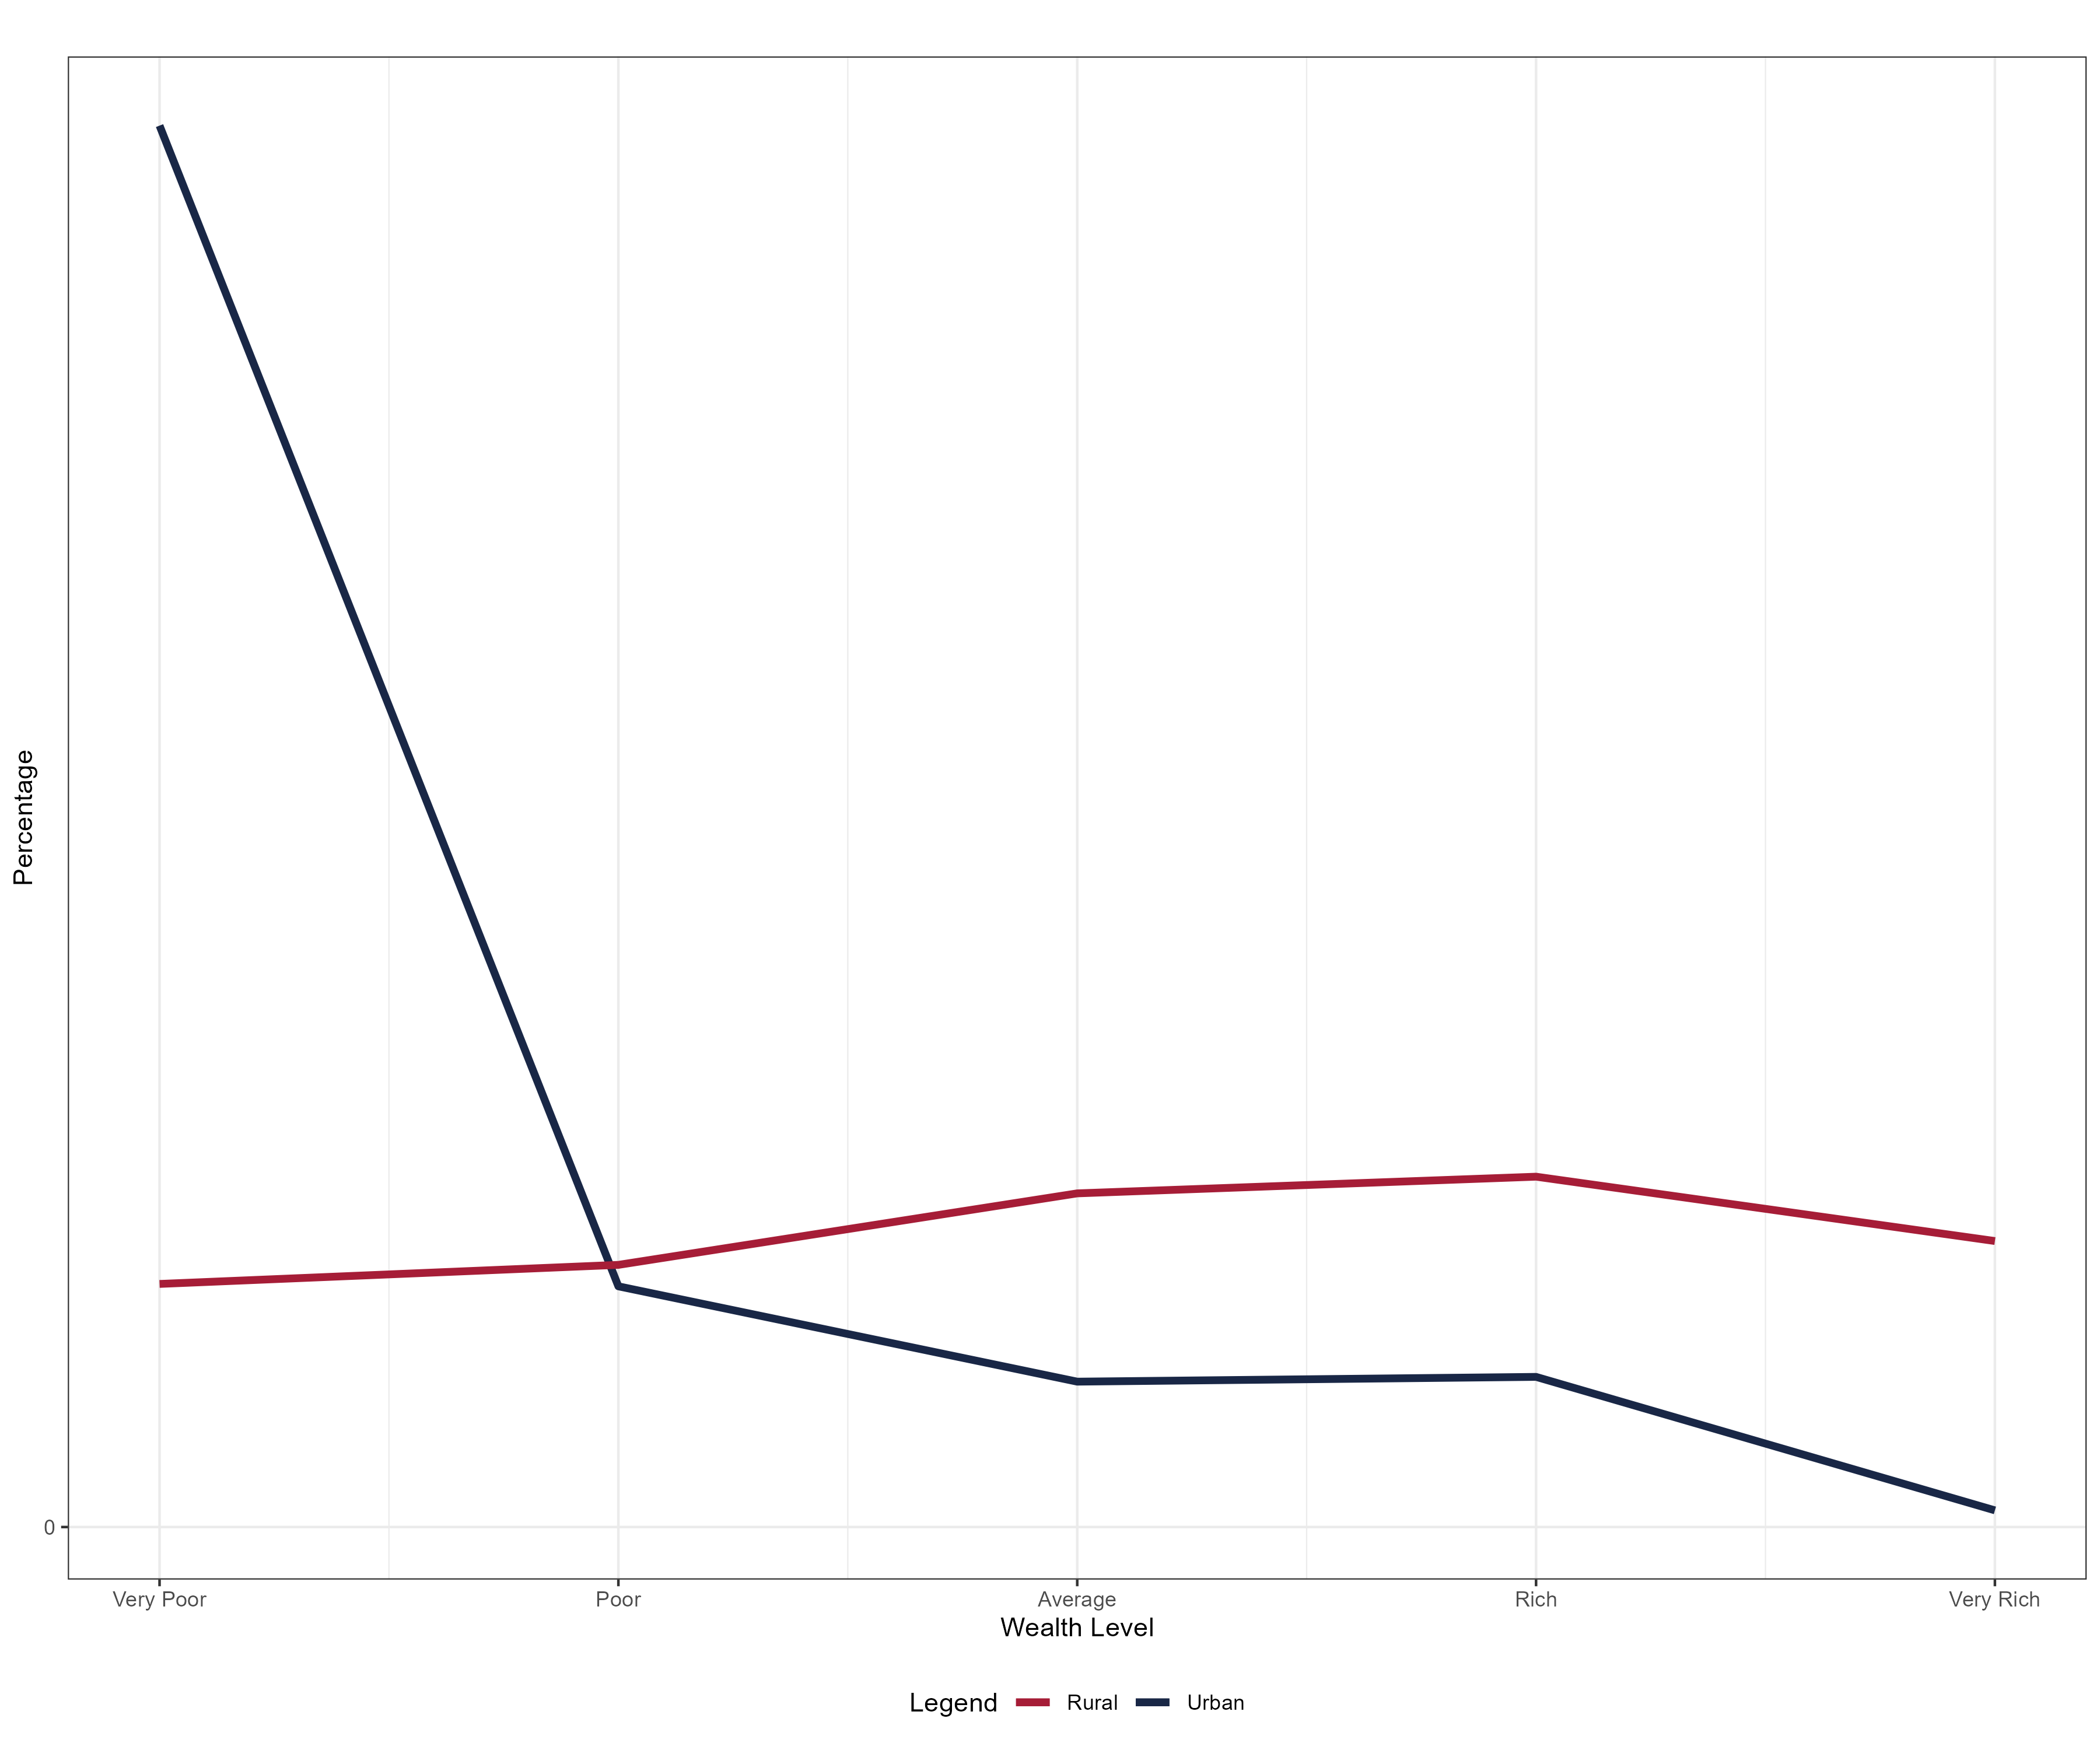 Percentage
0
Very Poor Poor Average Rich Very Rich
Wealth Level
Legend Rural Urban